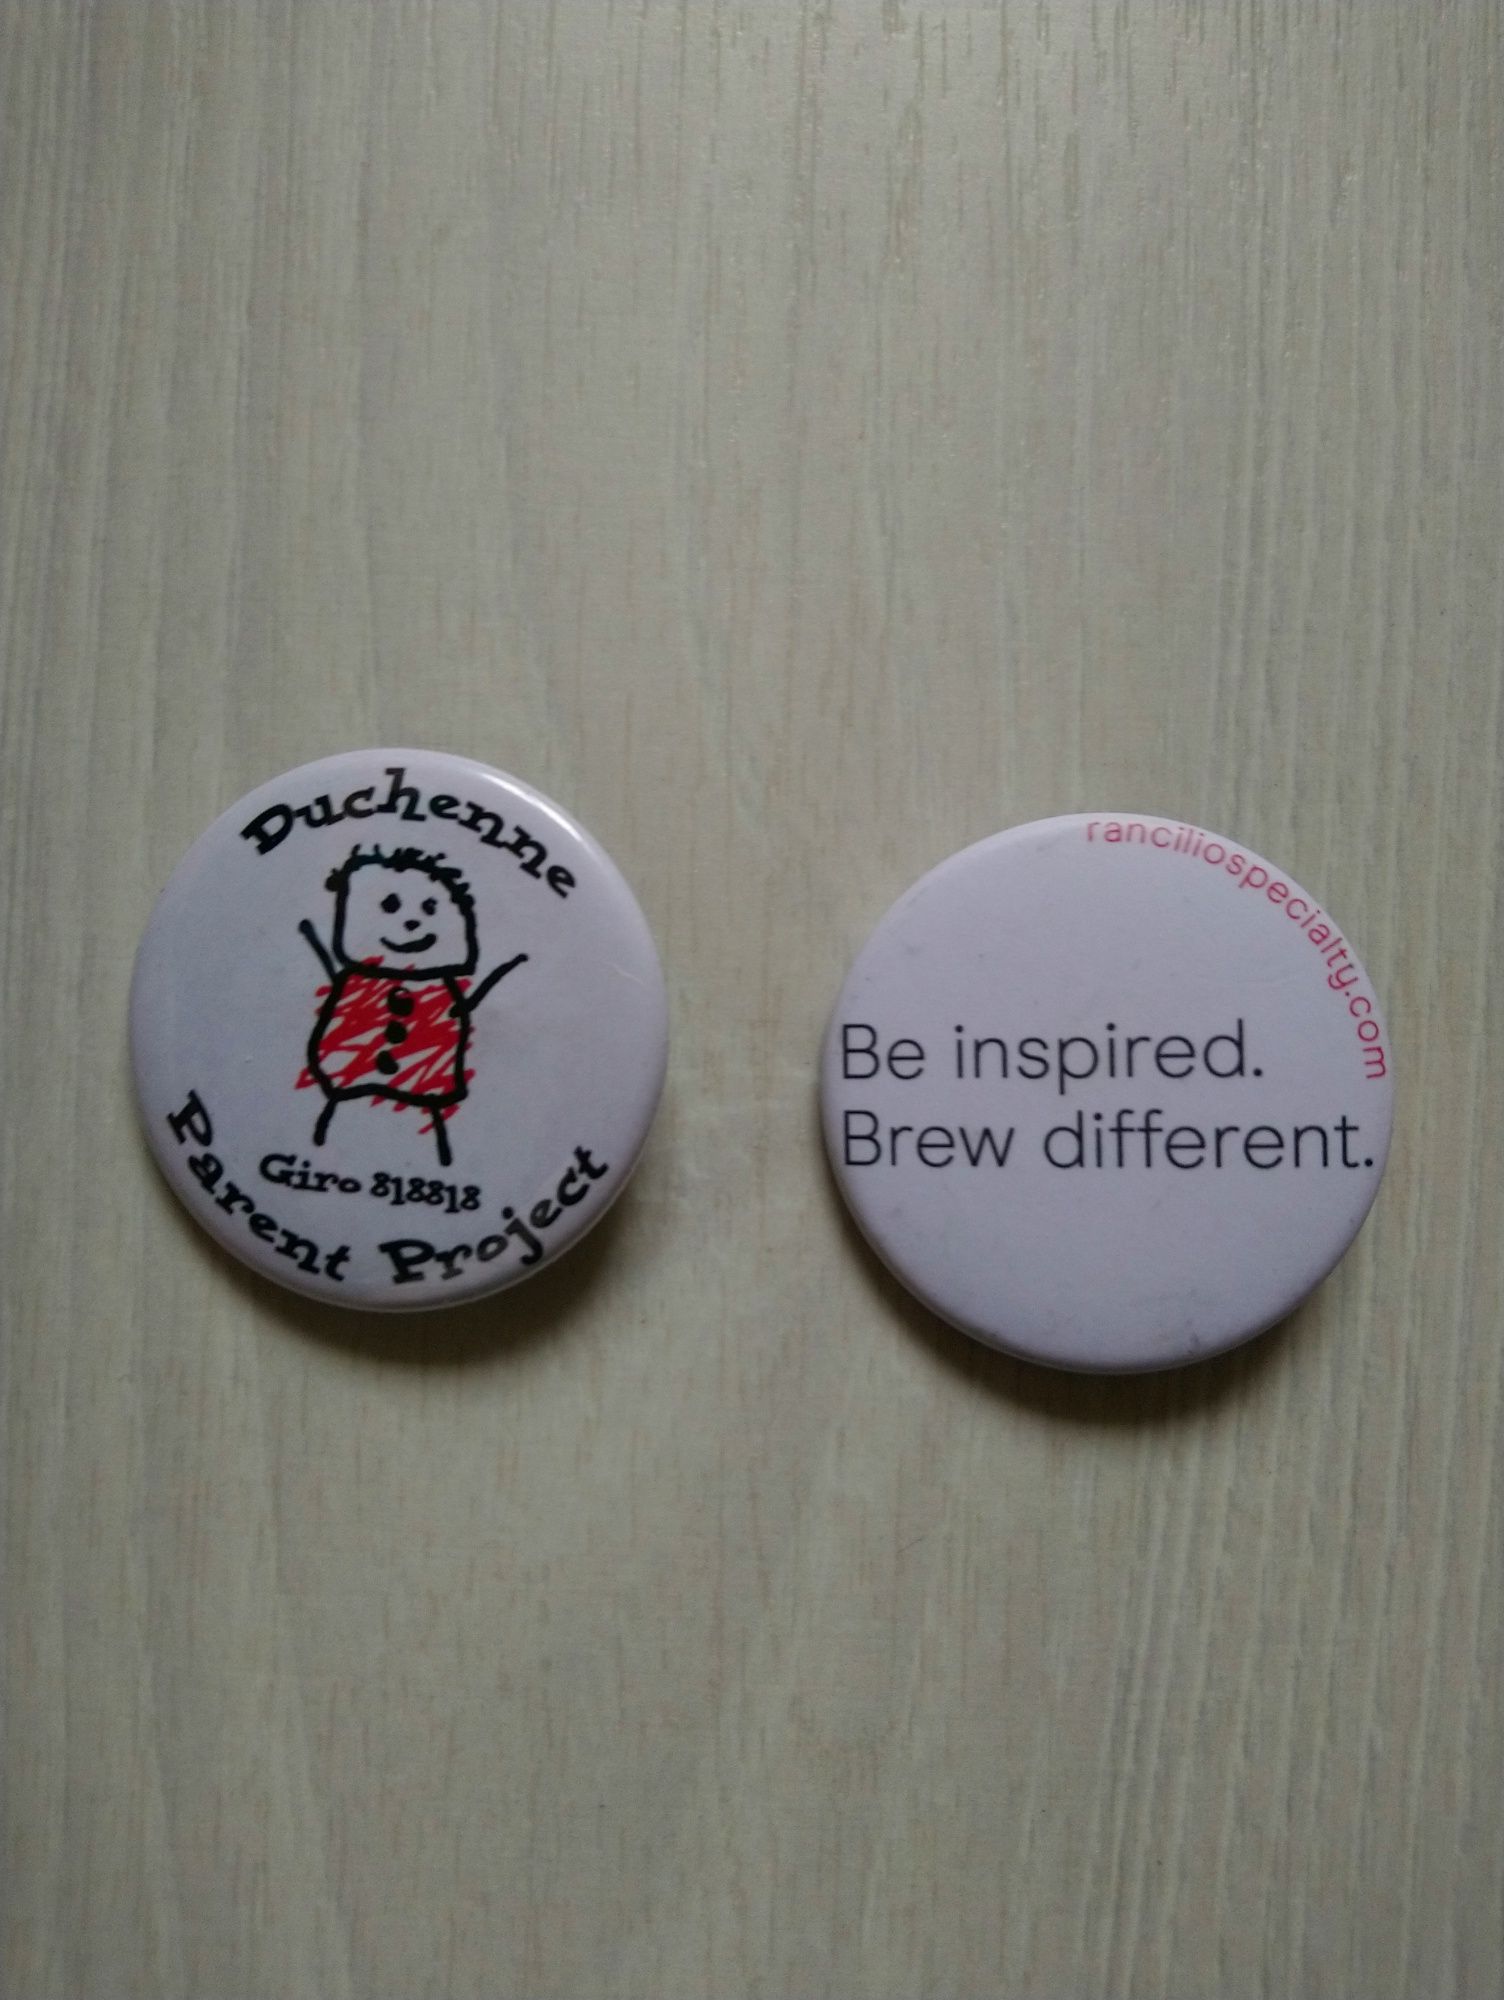 Duchenne
Giro 818818
Parent Project
ranciliospecialty.com
Be inspired.
Brew different.